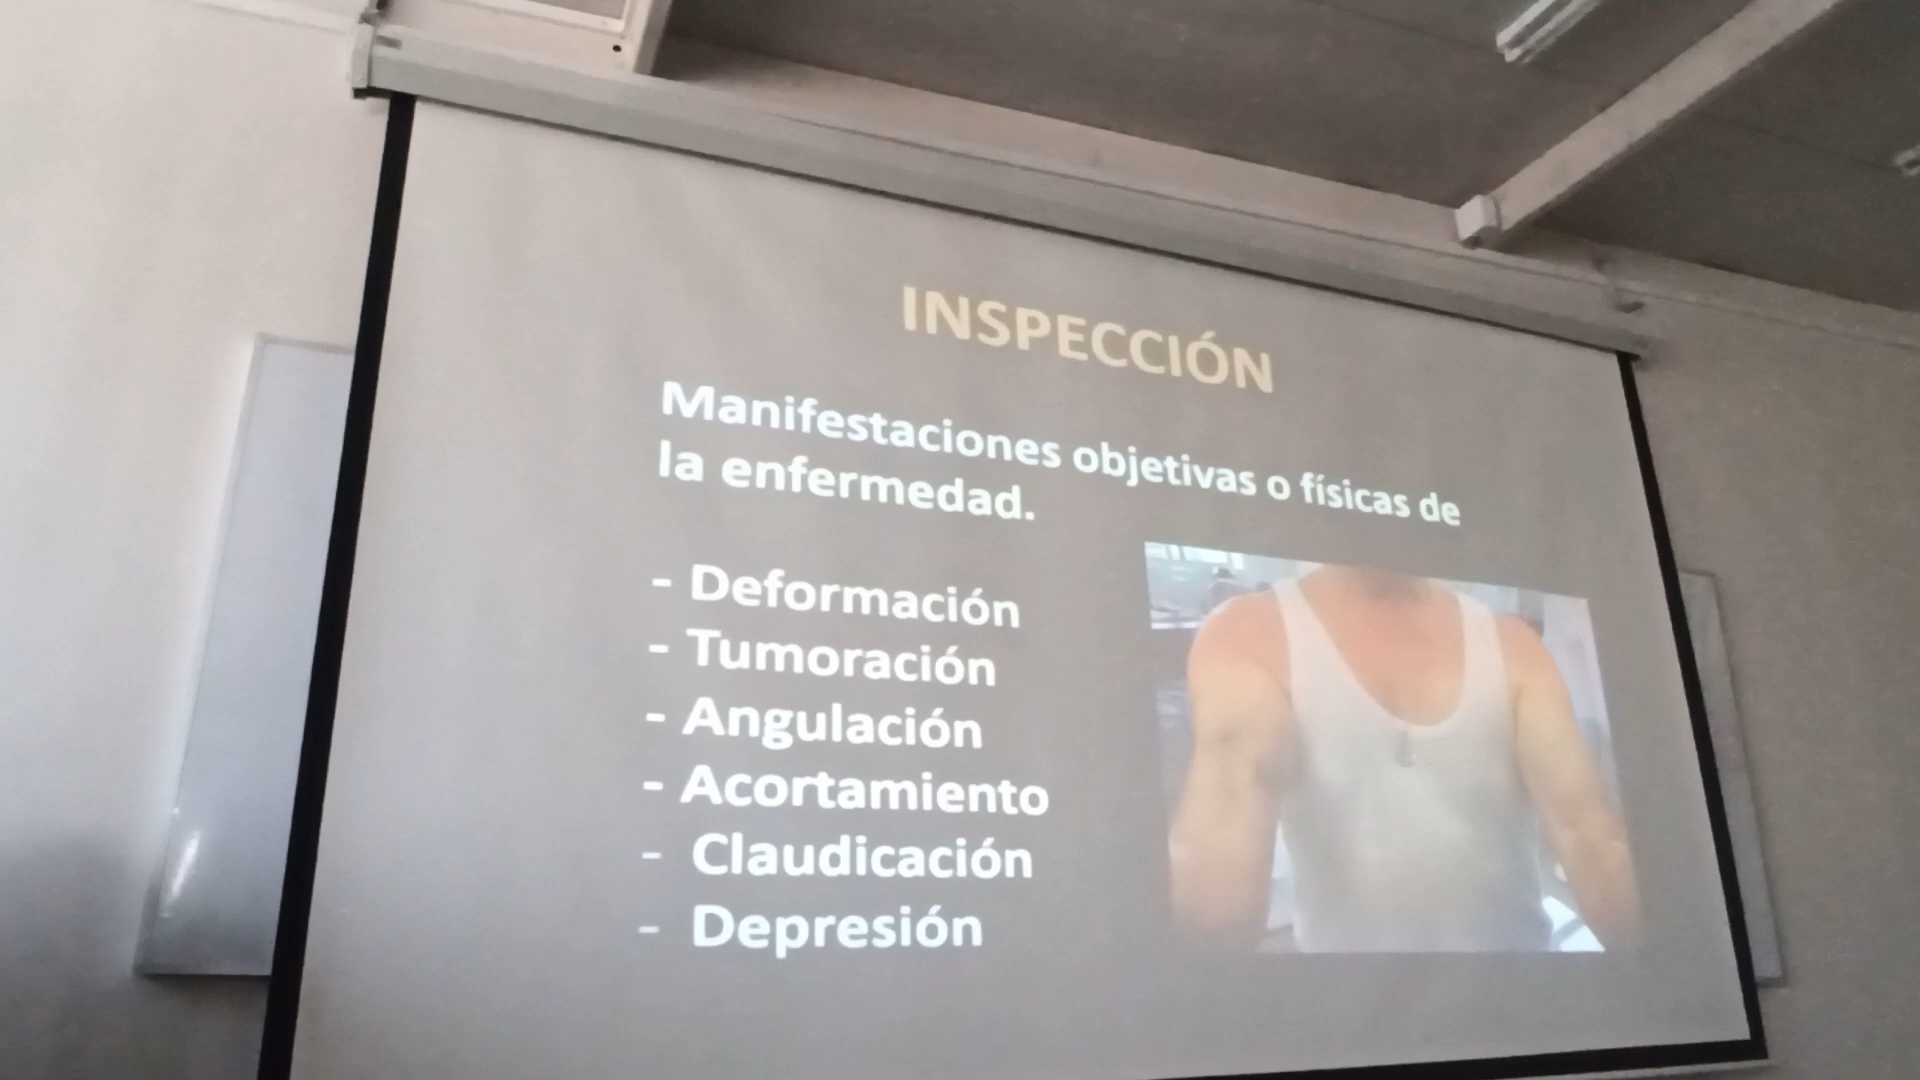 INSPECCIÓN
Manifestaciones objetivas o físicas de
la enfermedad.
- Deformación
- Tumoración
- Angulación
- Acortamiento
- Claudicación
- Depresión